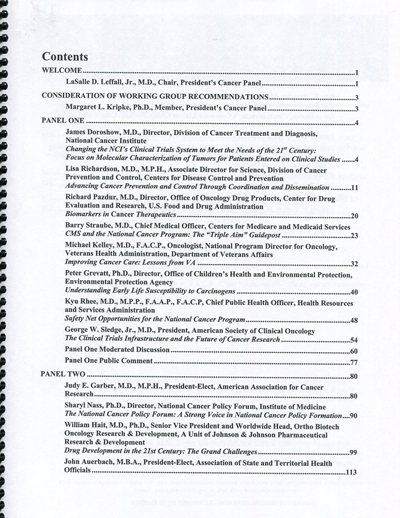 Contents
WELCOME ........ 1
LaSalle D. Leffall, Jr., M.D., Chair, President's Cancer Panel ........ 1
CONSIDERATION OF WORKING GROUP RECOMMENDATIONS ........ 3
Margaret L. Kripke, Ph.D., Member, President's Cancer Panel ........ 3
PANEL ONE ........ 4
James Doroshow, M.D., Director, Division of Cancer Treatment and Diagnosis,
National Cancer Institute
Changing the NCI's Clinical Trials System to Meet the Needs of the 21st Century:
Focus on Molecular Characterization of Tumors for Patients Entered on Clinical Studies ........ 4
Lisa Richardson, M.D., M.P.H., Associate Director for Science, Division of Cancer
Prevention and Control, Centers for Disease Control and Prevention
Advancing Cancer Prevention and Control Through Coordination and Dissemination ........ 11
Richard Pazdur, M.D., Director, Office of Oncology Drug Products, Center for Drug
Evaluation and Research, U.S. Food and Drug Administration
Biomarkers in Cancer Therapeutics ........ 20
Barry Straube, M.D., Chief Medical Officer, Centers for Medicare and Medicaid Services
CMS and the National Cancer Program: The "Triple Aim" Guidepost ........ 23
Michael Kelley, M.D., F.A.C.P., Oncologist, National Program Director for Oncology,
Veterans Health Administration, Department of Veterans Affairs
Improving Cancer Care: Lessons from VA ........ 32
Peter Grevatt, Ph.D., Director, Office of Children's Health and Environmental Protection,
Environmental Protection Agency
Understanding Early Life Susceptibility to Carcinogens ........ 40
Kyu Rhee, M.D., M.P.P., F.A.A.P., F.A.C.P, Chief Public Health Officer, Health Resources
and Services Administration
Safety Net Opportunities for the National Cancer Program ........ 48
George W. Sledge, Jr., M.D., President, American Society of Clinical Oncology
The Clinical Trials Infrastructure and the Future of Cancer Research ........ 54
Panel One Moderated Discussion ........ 60
Panel One Public Comment ........ 77
PANEL TWO ........ 80
Judy E. Garber, M.D., M.P.H., President-Elect, American Association for Cancer
Research ........ 80
Sharyl Nass, Ph.D., Director, National Cancer Policy Forum, Institute of Medicine
The National Cancer Policy Forum: A Strong Voice in National Cancer Policy Formation ........ 90
William Hait, M.D., Ph.D., Senior Vice President and Worldwide Head, Ortho Biotech
Oncology Research & Development, A Unit of Johnson & Johnson Pharmaceutical
Research & Development
Drug Development in the 21st Century: The Grand Challenges ........ 99
John Auerbach, M.B.A., President-Elect, Association of State and Territorial Health
Officials ........ 113